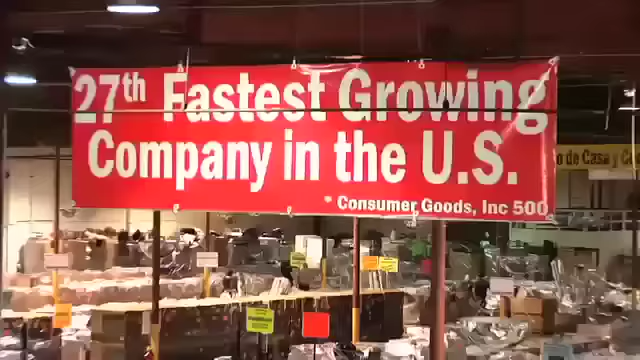 27th Fastest Growing
Company in the U.S.
* Consumer Goods, Inc 500
o de Casa y C